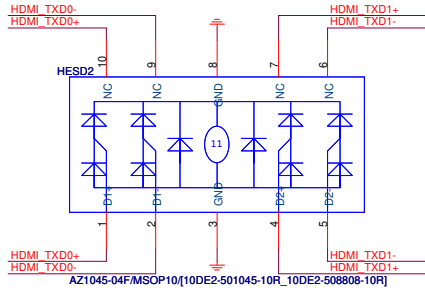 HDMI_TXD0- HDMI_TXD1+
HDMI_TXD0+ HDMI_TXD1-
10 9 8 7 6
HESD2
NC NC GND NC NC
11
D1+ D1- GND D2+ D2-
1 2 3 4 5
HDMI_TXD0+ HDMI_TXD1-
HDMI_TXD0- HDMI_TXD1+
AZ1045-04F/MSOP10/[10DE2-501045-10R_10DE2-508808-10R]